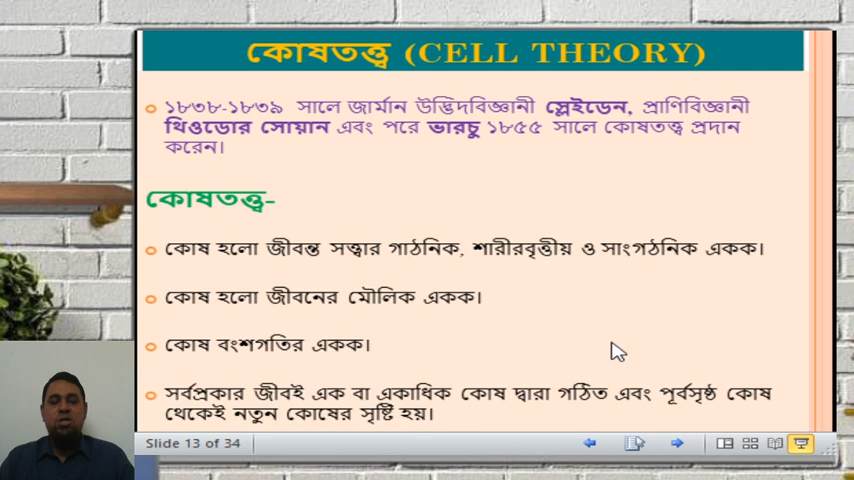 কোষতত্ত্ব (CELL THEORY)
১৮৩৮-১৮৩৯ সালে জার্মান উদ্ভিদবিজ্ঞানী স্লেইডেন, প্রাণিবিজ্ঞানী
থিওডোর সোয়ান এবং পরে ভারচু ১৮৫৫ সালে কোষতত্ত্ব প্রদান
করেন।
কোষতত্ত্ব-
কোষ হলো জীবন্ত সত্ত্বার গাঠনিক, শারীরবৃত্তীয় ও সাংগঠনিক একক।
কোষ হলো জীবনের মৌলিক একক।
কোষ বংশগতির একক।
সর্বপ্রকার জীবই এক বা একাধিক কোষ দ্বারা গঠিত এবং পূর্বসৃষ্ঠ কোষ
থেকেই নতুন কোষের সৃষ্টি হয়।
Slide 13 of 34